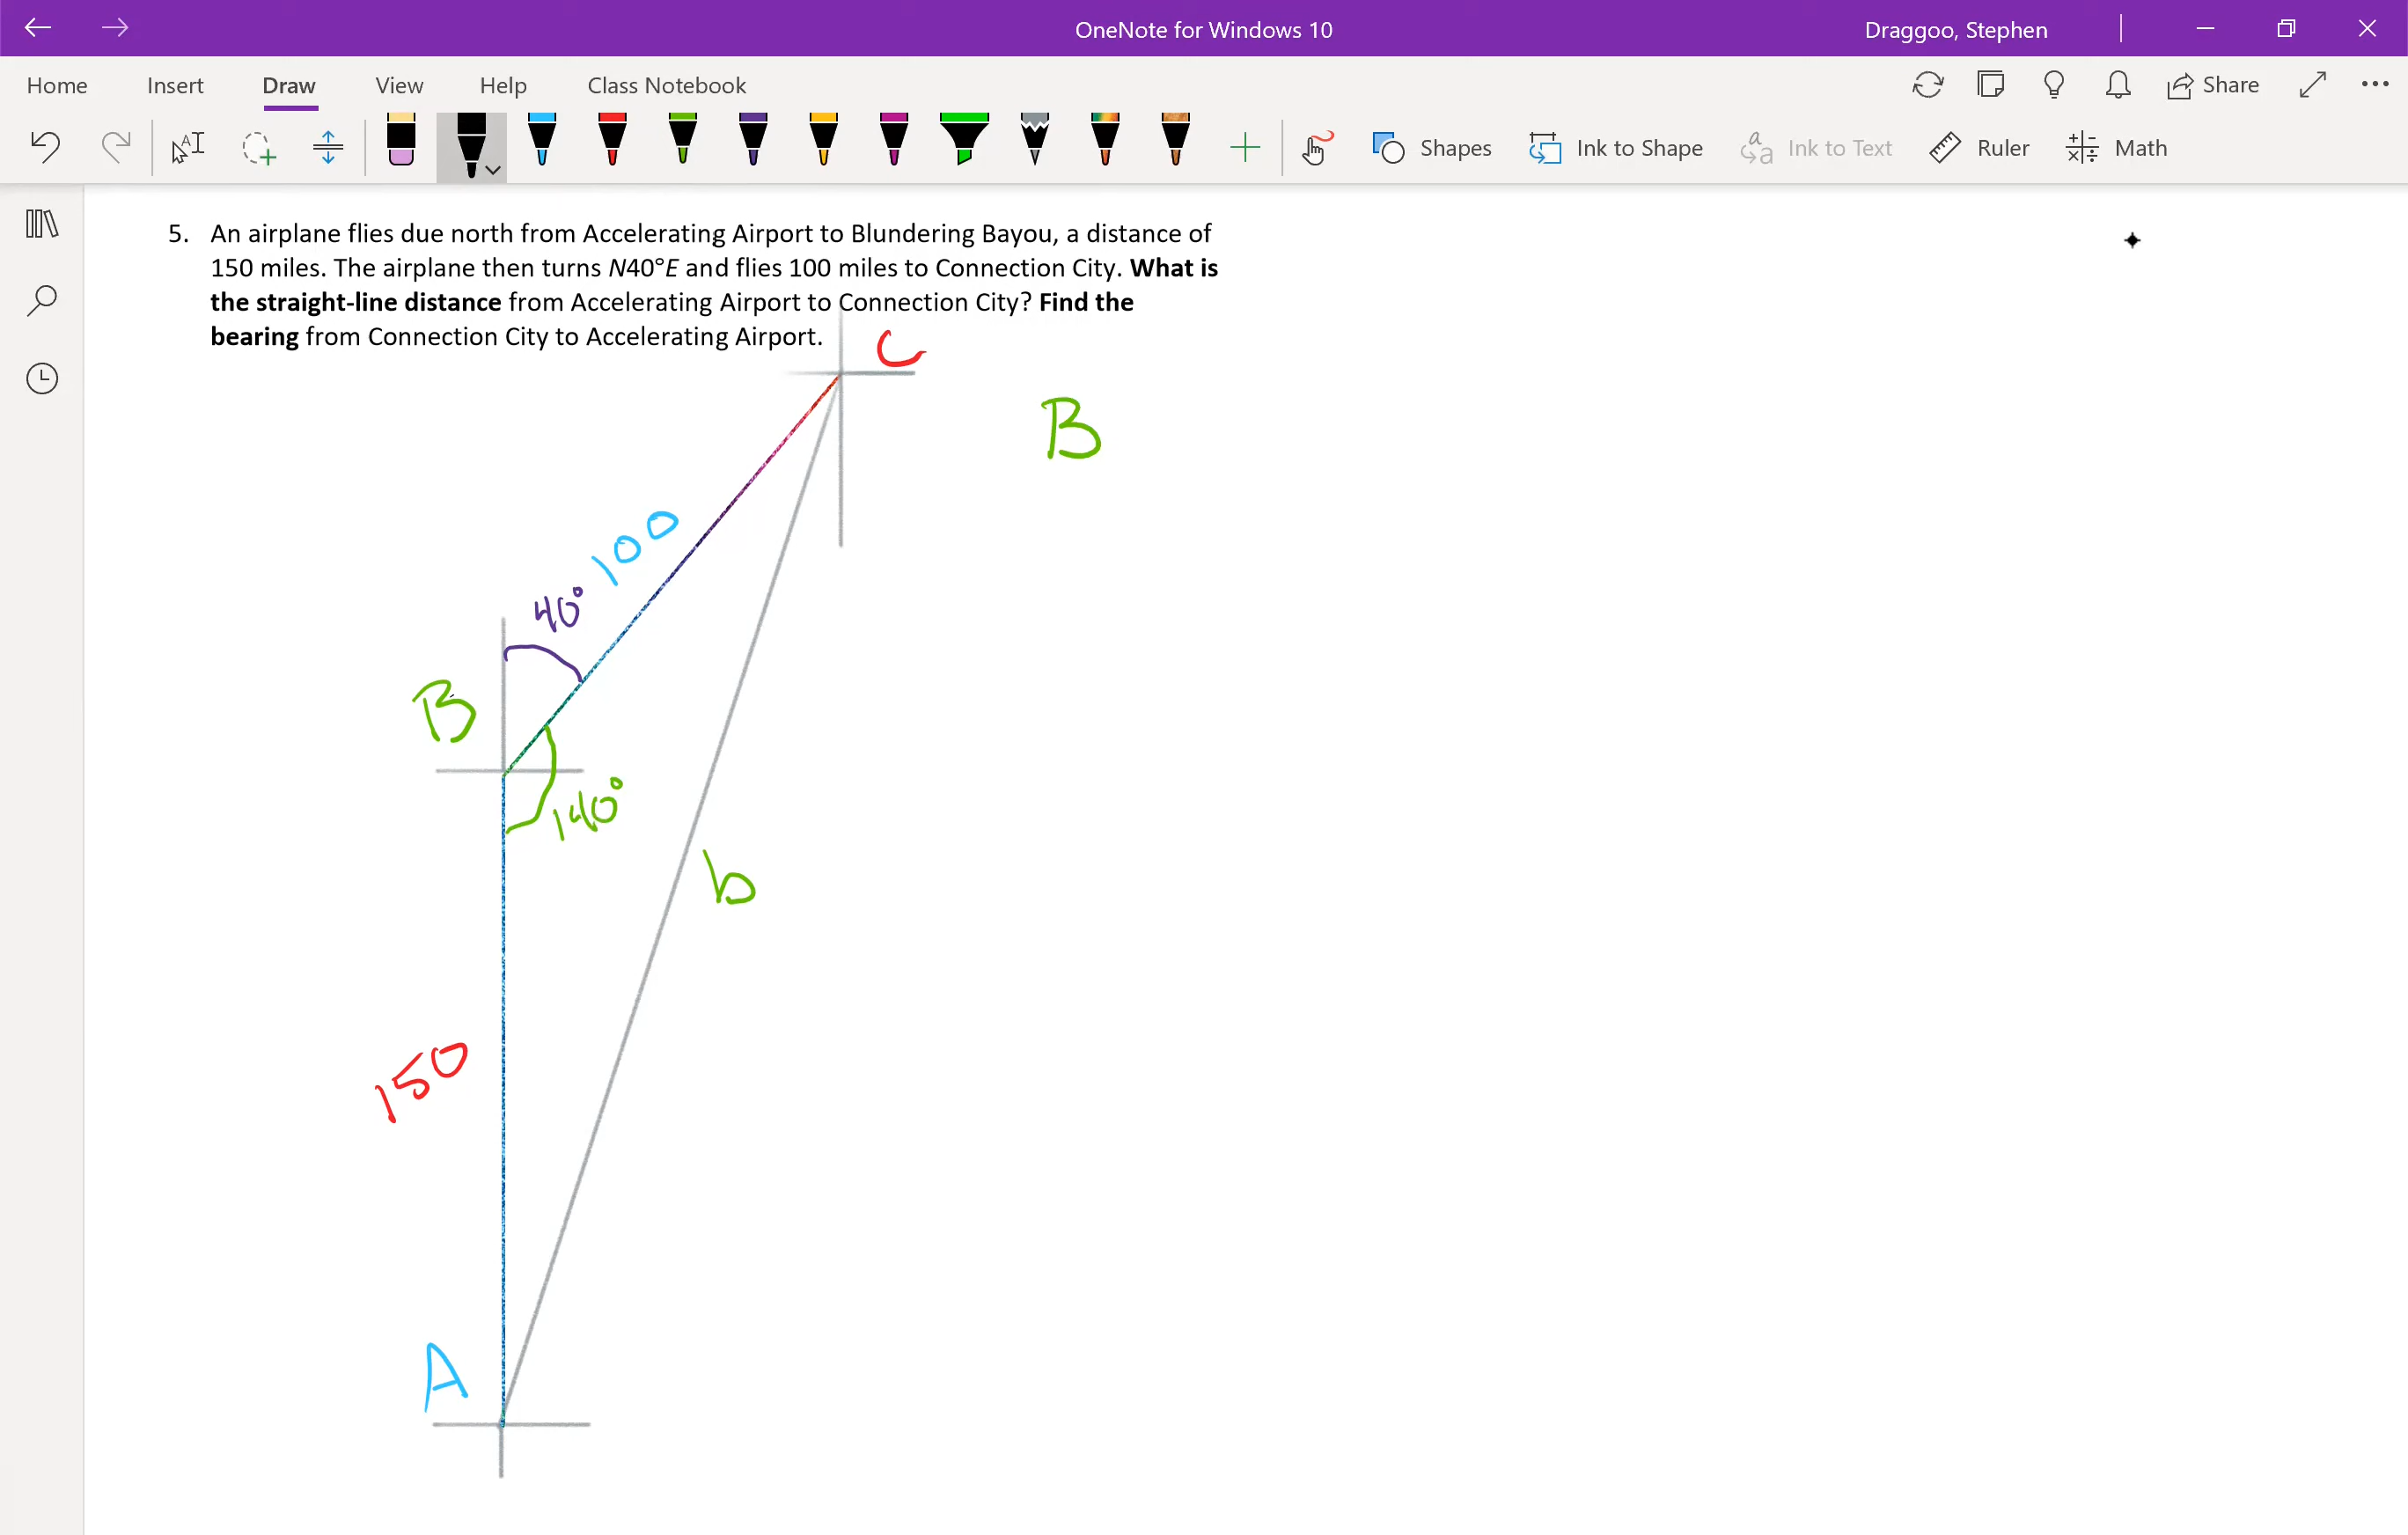 OneNote for Windows 10
Draggoo, Stephen
Home Insert Draw View Help Class Notebook
Share
Shapes Ink to Shape Ink to Text Ruler Math
5. An airplane flies due north from Accelerating Airport to Blundering Bayou, a distance of
150 miles. The airplane then turns N40°E and flies 100 miles to Connection City. What is
the straight-line distance from Accelerating Airport to Connection City? Find the
bearing from Connection City to Accelerating Airport.
C
B
100
40°
B
140°
b
150
A